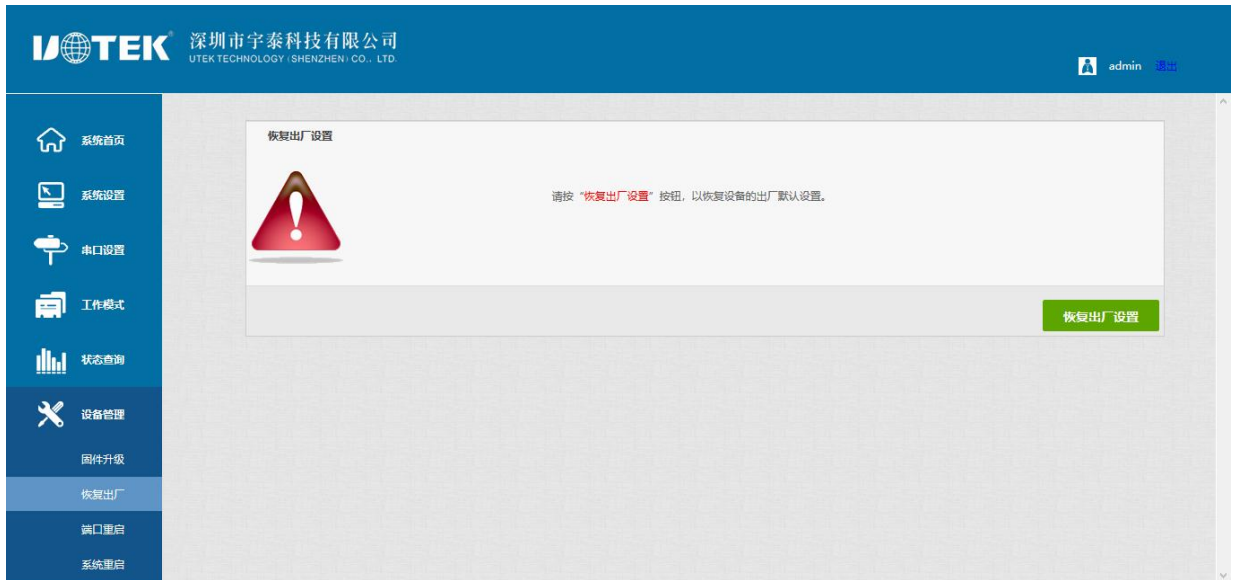 UOTEK® 深圳市宇泰科技有限公司
UTEK TECHNOLOGY (SHENZHEN) CO., LTD.
admin 退出
系统首页
系统设置
串口设置
工作模式
状态查询
设备管理
固件升级
恢复出厂
端口重启
系统重启
恢复出厂设置
请按 “恢复出厂设置” 按钮，以恢复设备的出厂默认设置。
恢复出厂设置